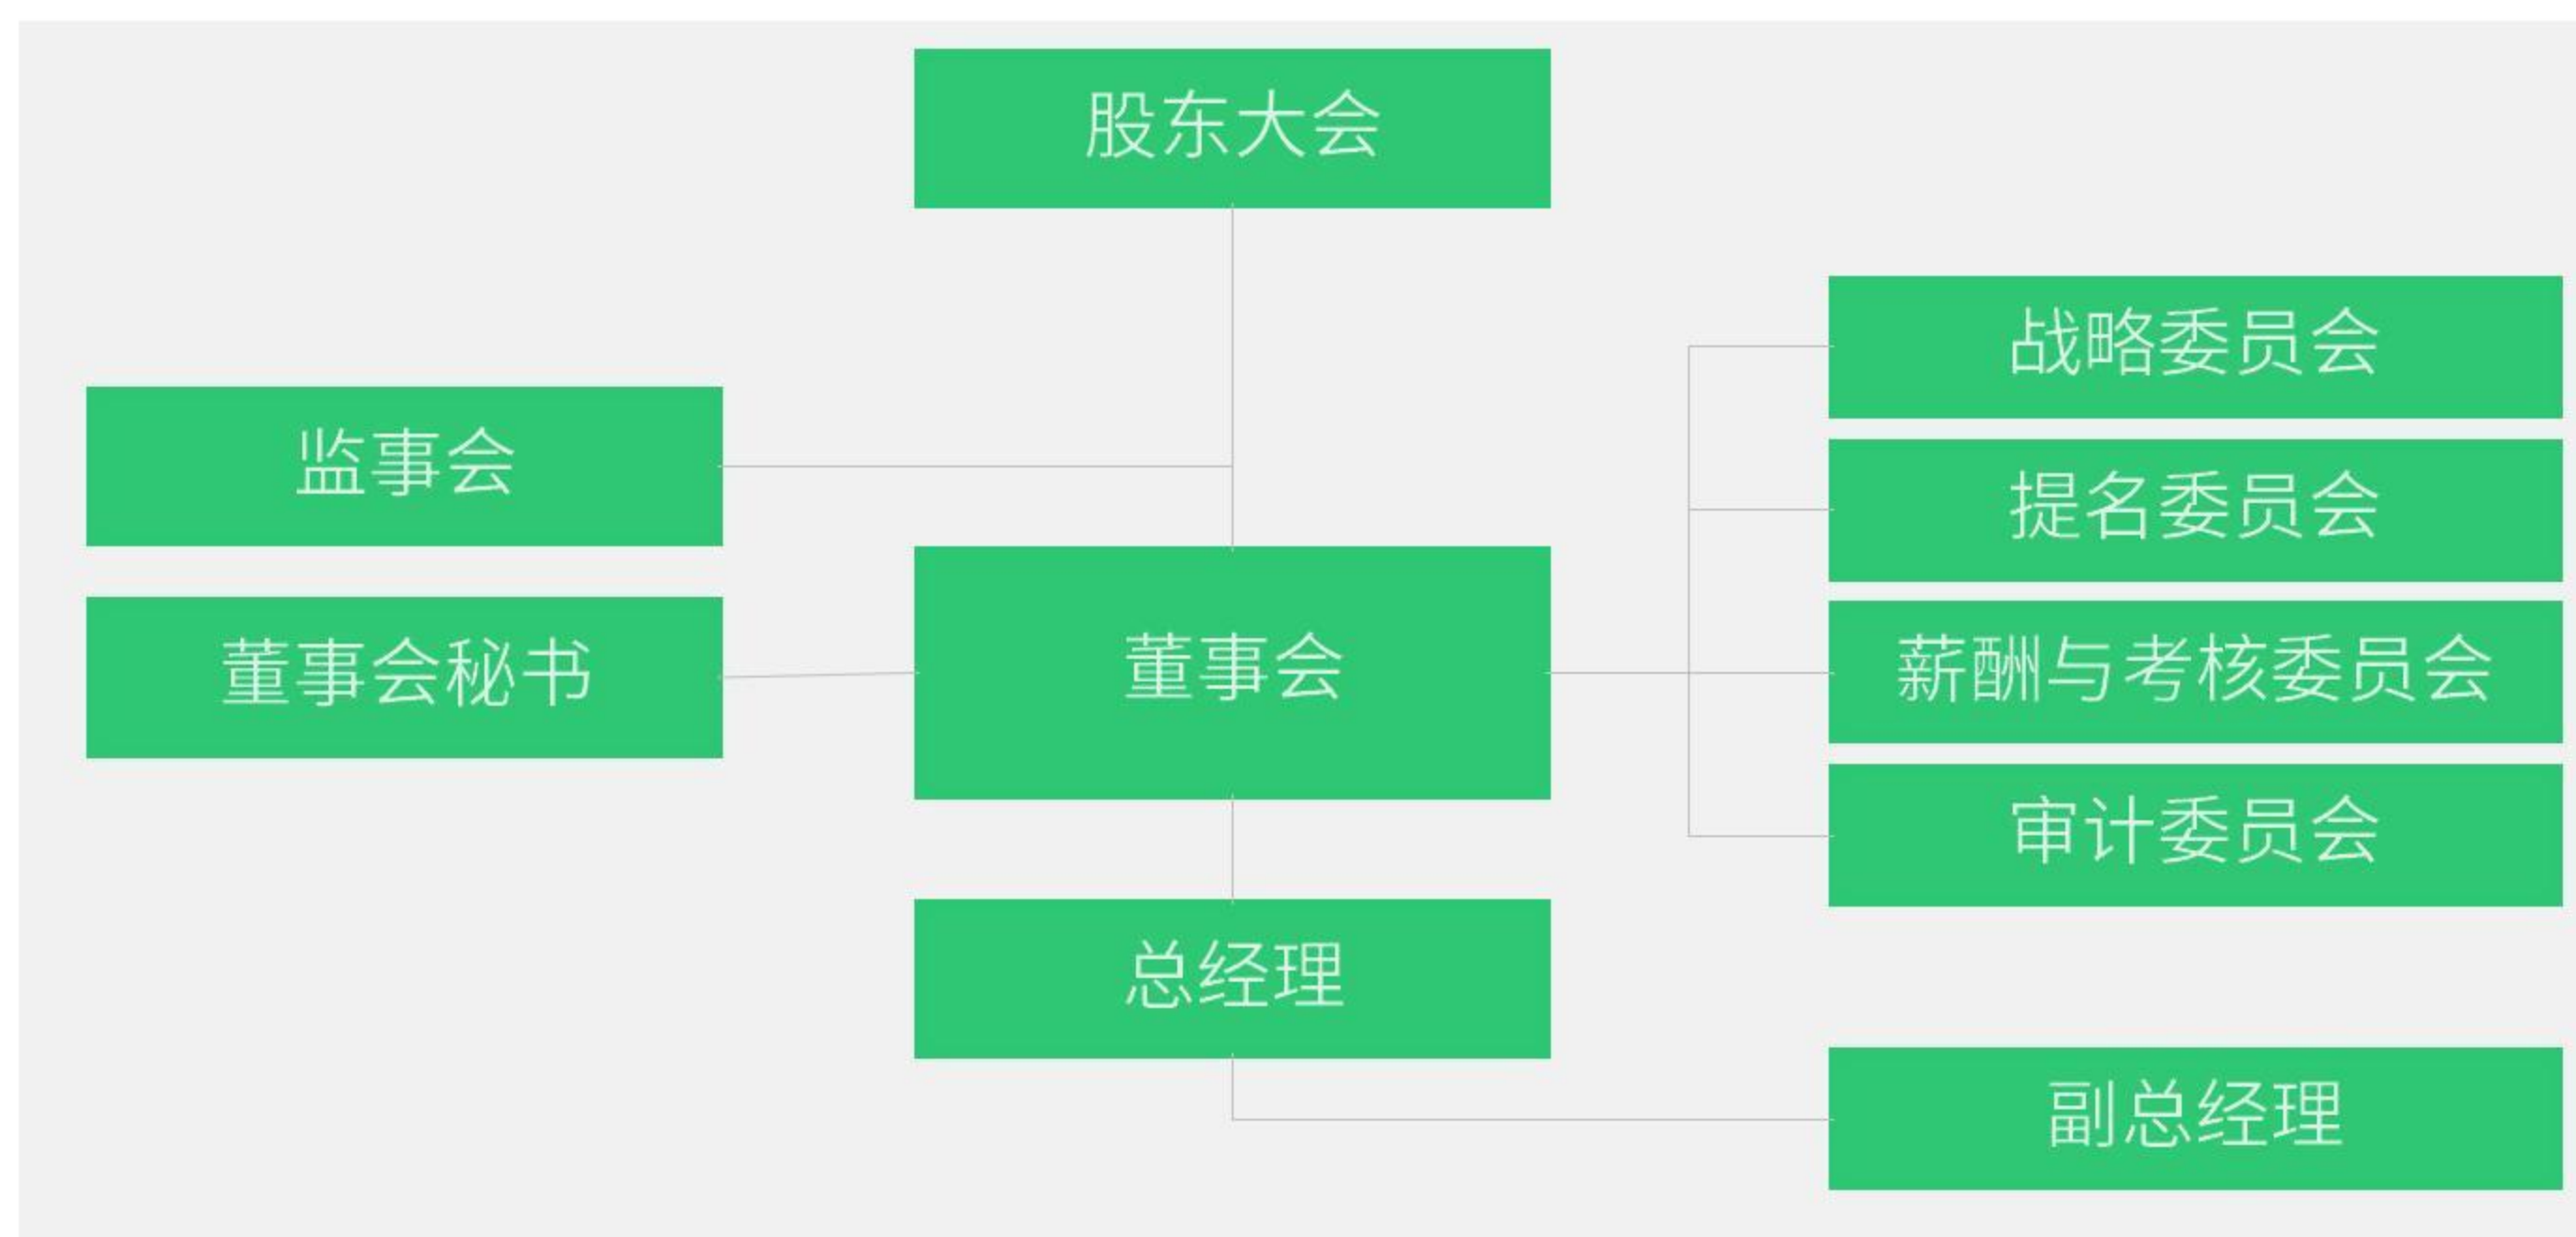 股东大会
战略委员会
监事会
提名委员会
董事会秘书
董事会
薪酬与考核委员会
审计委员会
总经理
副总经理